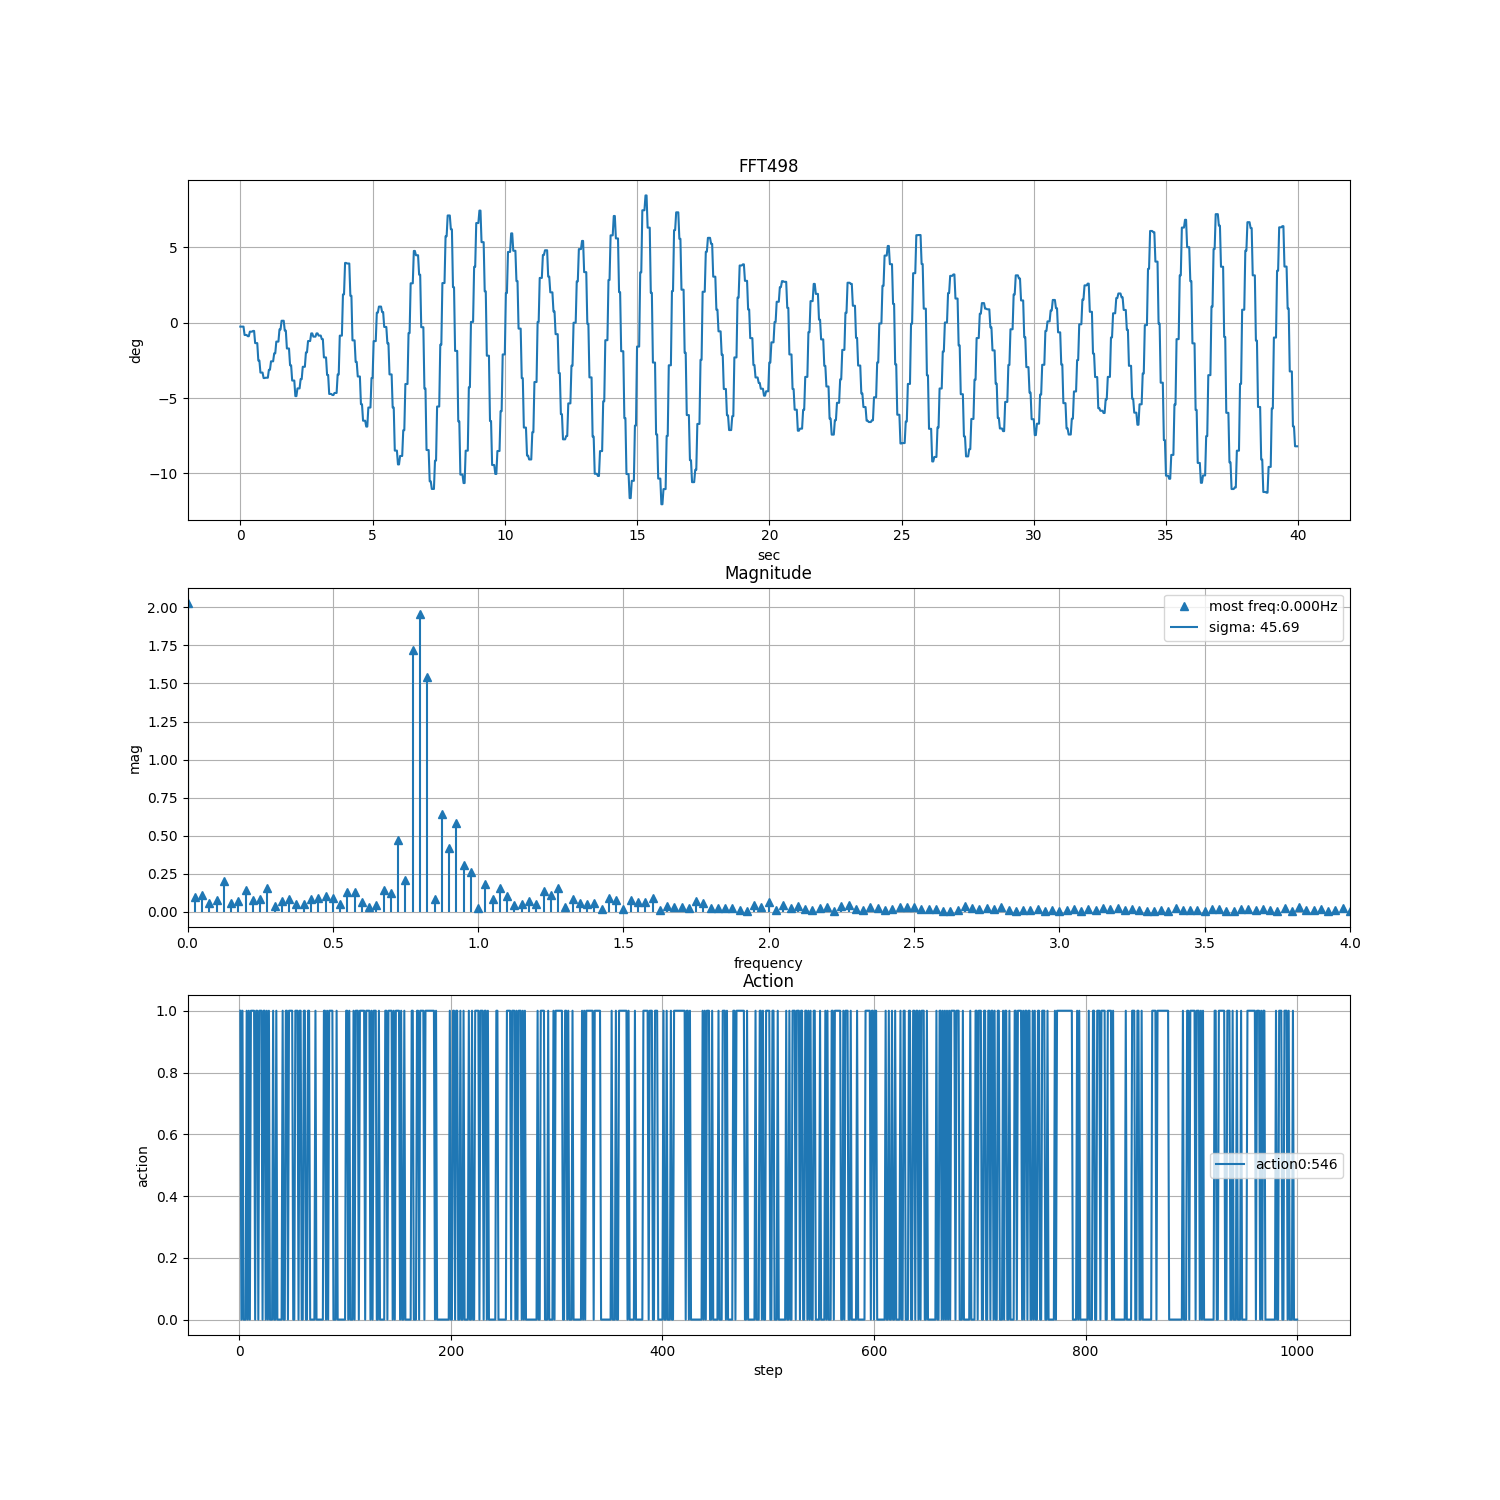 FFT498
deg
5
0
−5
−10
0 5 10 15 20 25 30 35 40
sec
Magnitude
mag
2.00
1.75
1.50
1.25
1.00
0.75
0.50
0.25
0.00
most freq:0.000Hz
sigma: 45.69
0.0 0.5 1.0 1.5 2.0 2.5 3.0 3.5 4.0
frequency
Action
action
1.0
0.8
0.6
0.4
0.2
0.0
action0:546
0 200 400 600 800 1000
step